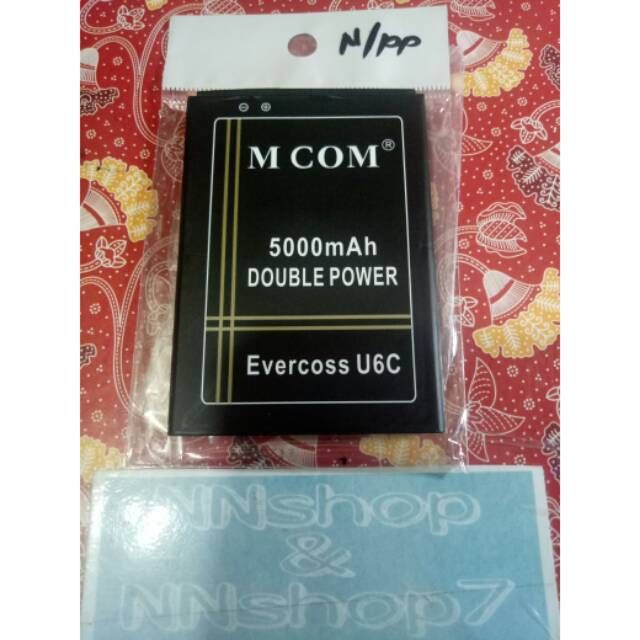 N/PP
M COM®
5000mAh
DOUBLE POWER
Evercoss U6C
NNshop
&
NNshop7